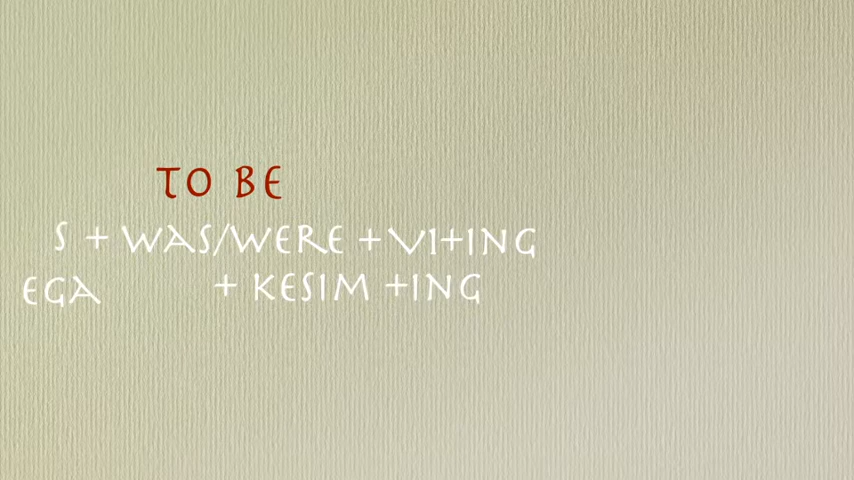 TO BE
S + WAS/WERE + V1+ING
EGA + KESIM +ING